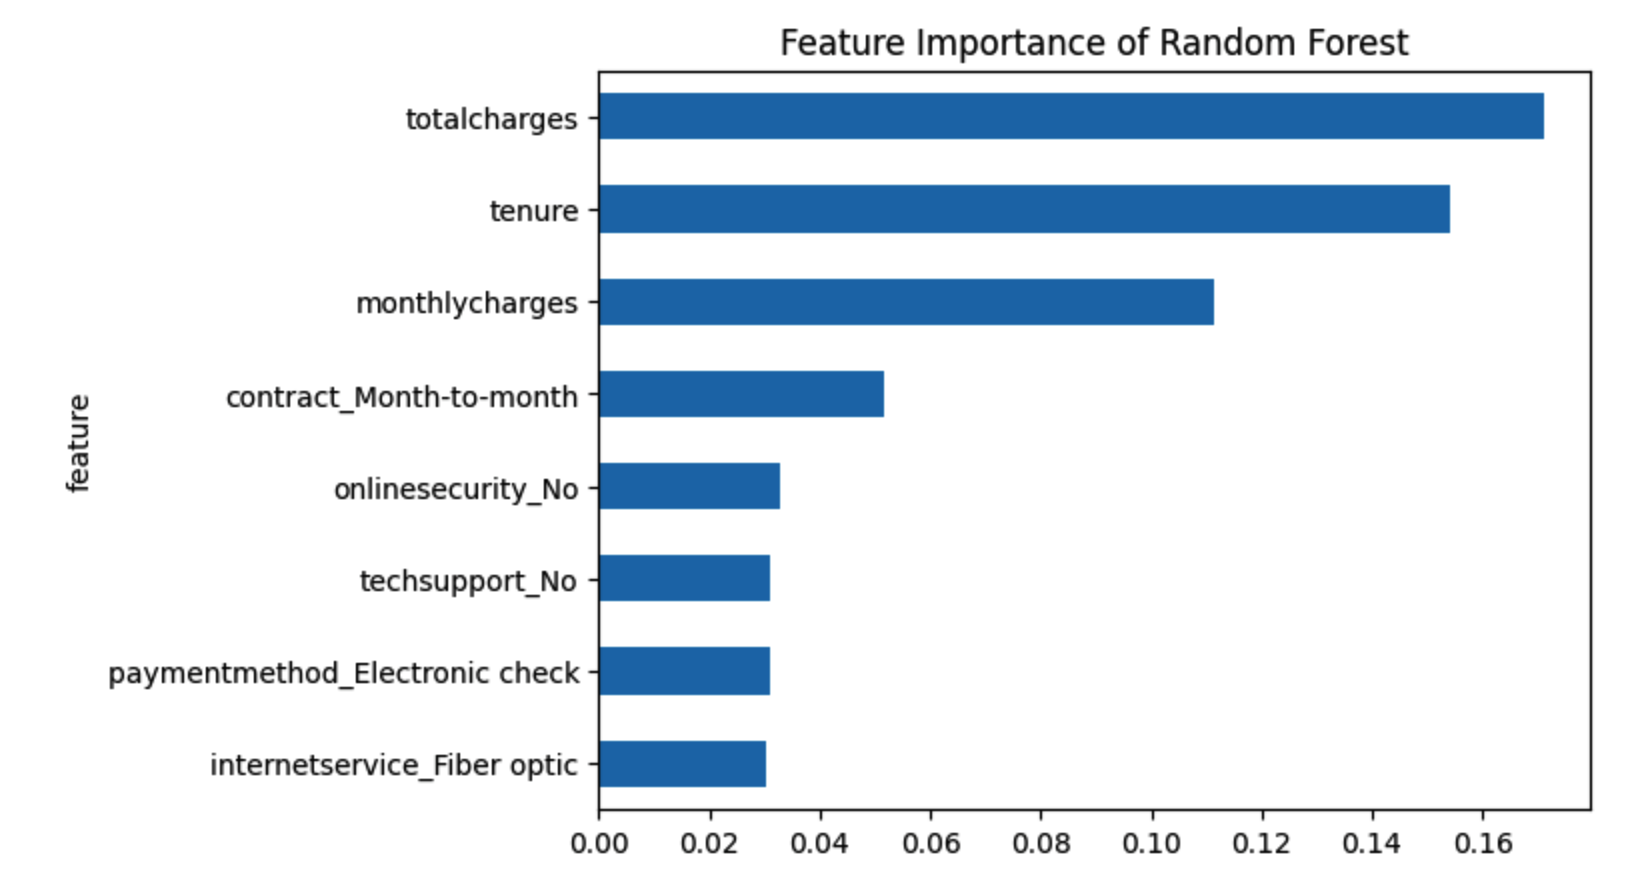 Feature Importance of Random Forest
totalcharges
tenure
monthlycharges
contract_Month-to-month
onlinesecurity_No
techsupport_No
paymentmethod_Electronic check
internetservice_Fiber optic
feature
0.00 0.02 0.04 0.06 0.08 0.10 0.12 0.14 0.16